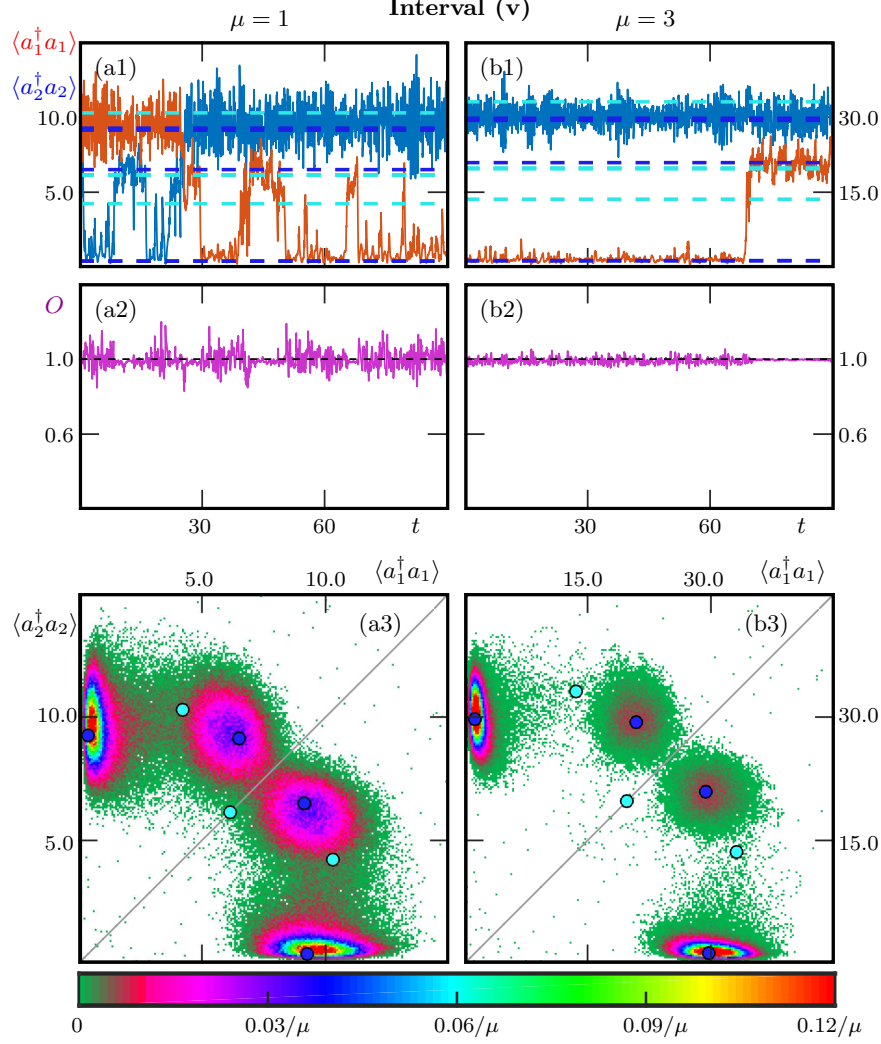 Interval (v)
μ = 1 μ = 3
⟨a₁†a₁⟩
⟨a₂†a₂⟩
(a1) (b1)
10.0 30.0
5.0 15.0
O
(a2) (b2)
1.0 1.0
0.6 0.6
30 60 t 30 60 t
5.0 10.0 ⟨a₁†a₁⟩ 15.0 30.0 ⟨a₁†a₁⟩
⟨a₂†a₂⟩
(a3) (b3)
10.0 30.0
5.0 15.0
0 0.03/μ 0.06/μ 0.09/μ 0.12/μ